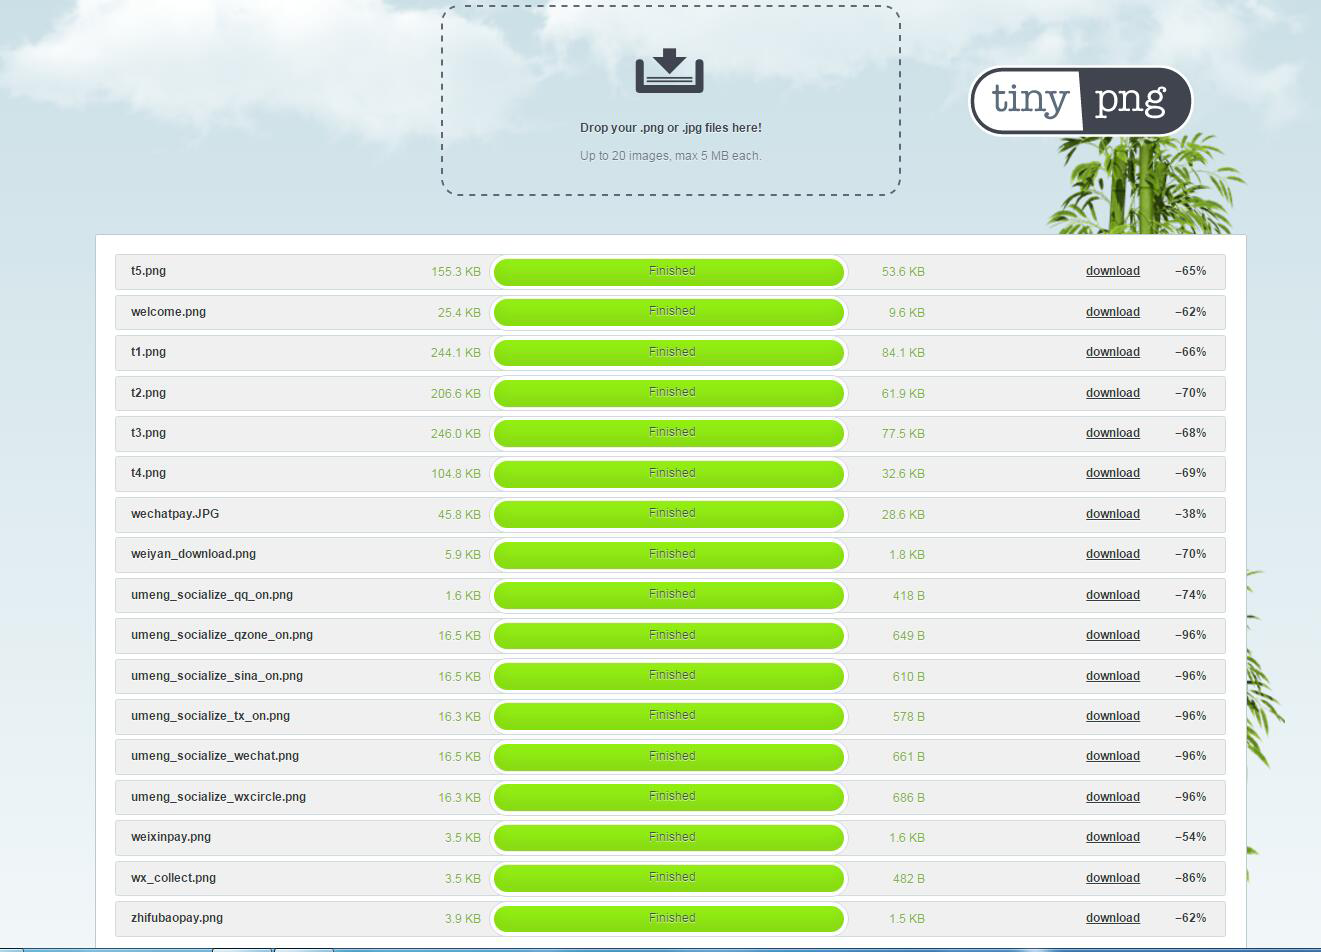 tiny png
Drop your .png or .jpg files here!
Up to 20 images, max 5 MB each.
t5.png 155.3 KB Finished 53.6 KB download –65%
welcome.png 25.4 KB Finished 9.6 KB download –62%
t1.png 244.1 KB Finished 84.1 KB download –66%
t2.png 206.6 KB Finished 61.9 KB download –70%
t3.png 246.0 KB Finished 77.5 KB download –68%
t4.png 104.8 KB Finished 32.6 KB download –69%
wechatpay.JPG 45.8 KB Finished 28.6 KB download –38%
weiyan_download.png 5.9 KB Finished 1.8 KB download –70%
umeng_socialize_qq_on.png 1.6 KB Finished 418 B download –74%
umeng_socialize_qzone_on.png 16.5 KB Finished 649 B download –96%
umeng_socialize_sina_on.png 16.5 KB Finished 610 B download –96%
umeng_socialize_tx_on.png 16.3 KB Finished 578 B download –96%
umeng_socialize_wechat.png 16.5 KB Finished 661 B download –96%
umeng_socialize_wxcircle.png 16.3 KB Finished 686 B download –96%
weixinpay.png 3.5 KB Finished 1.6 KB download –54%
wx_collect.png 3.5 KB Finished 482 B download –86%
zhifubaopay.png 3.9 KB Finished 1.5 KB download –62%